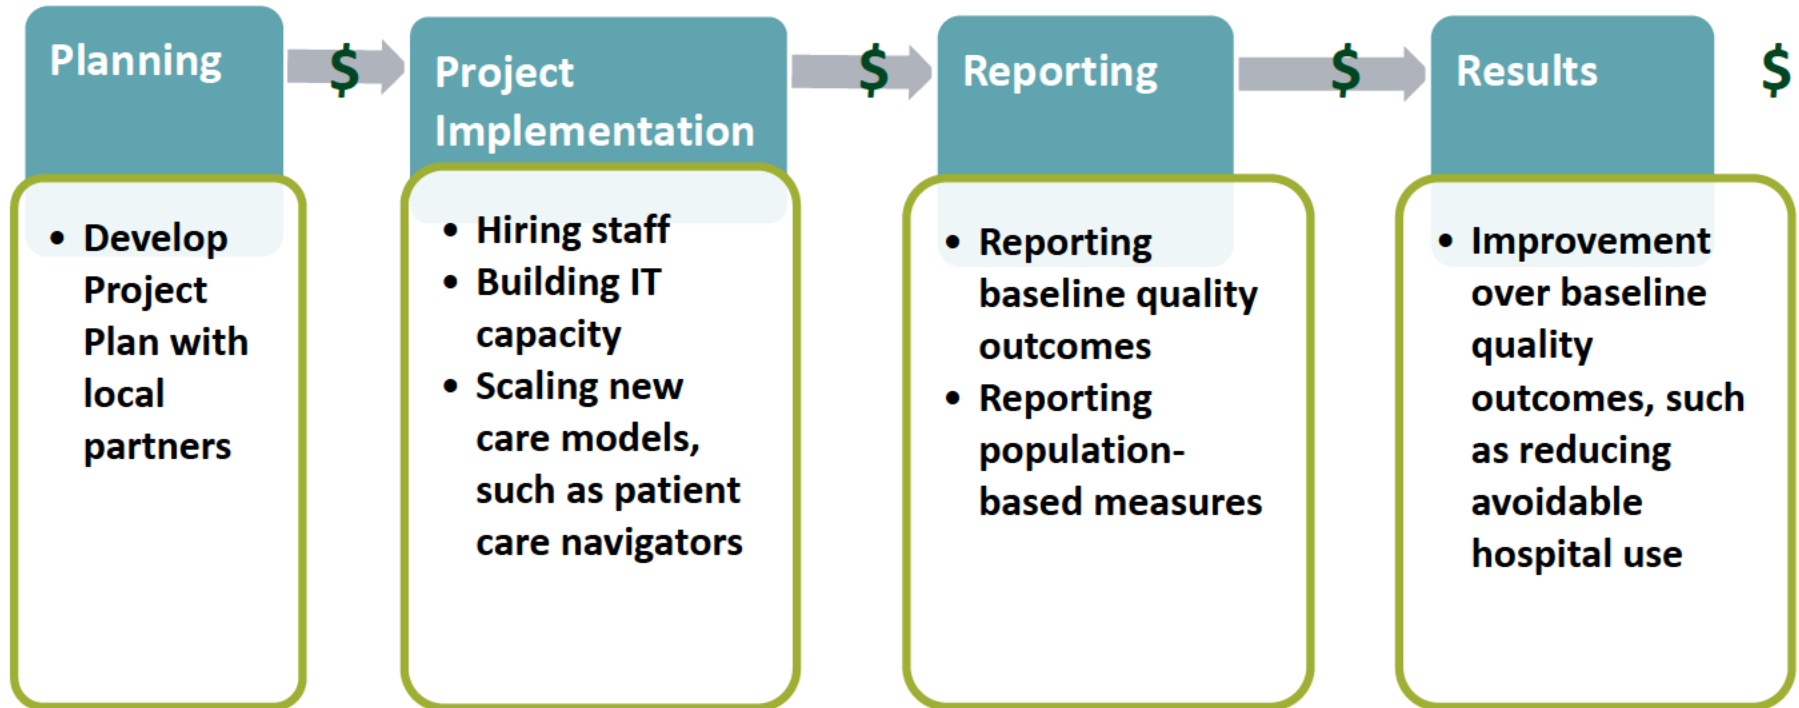 Planning
$
Project
Implementation
$
Reporting
$
Results
$
• Develop
Project
Plan with
local
partners
• Hiring staff
• Building IT
capacity
• Scaling new
care models,
such as patient
care navigators
• Reporting
baseline quality
outcomes
• Reporting
population-
based measures
• Improvement
over baseline
quality
outcomes, such
as reducing
avoidable
hospital use